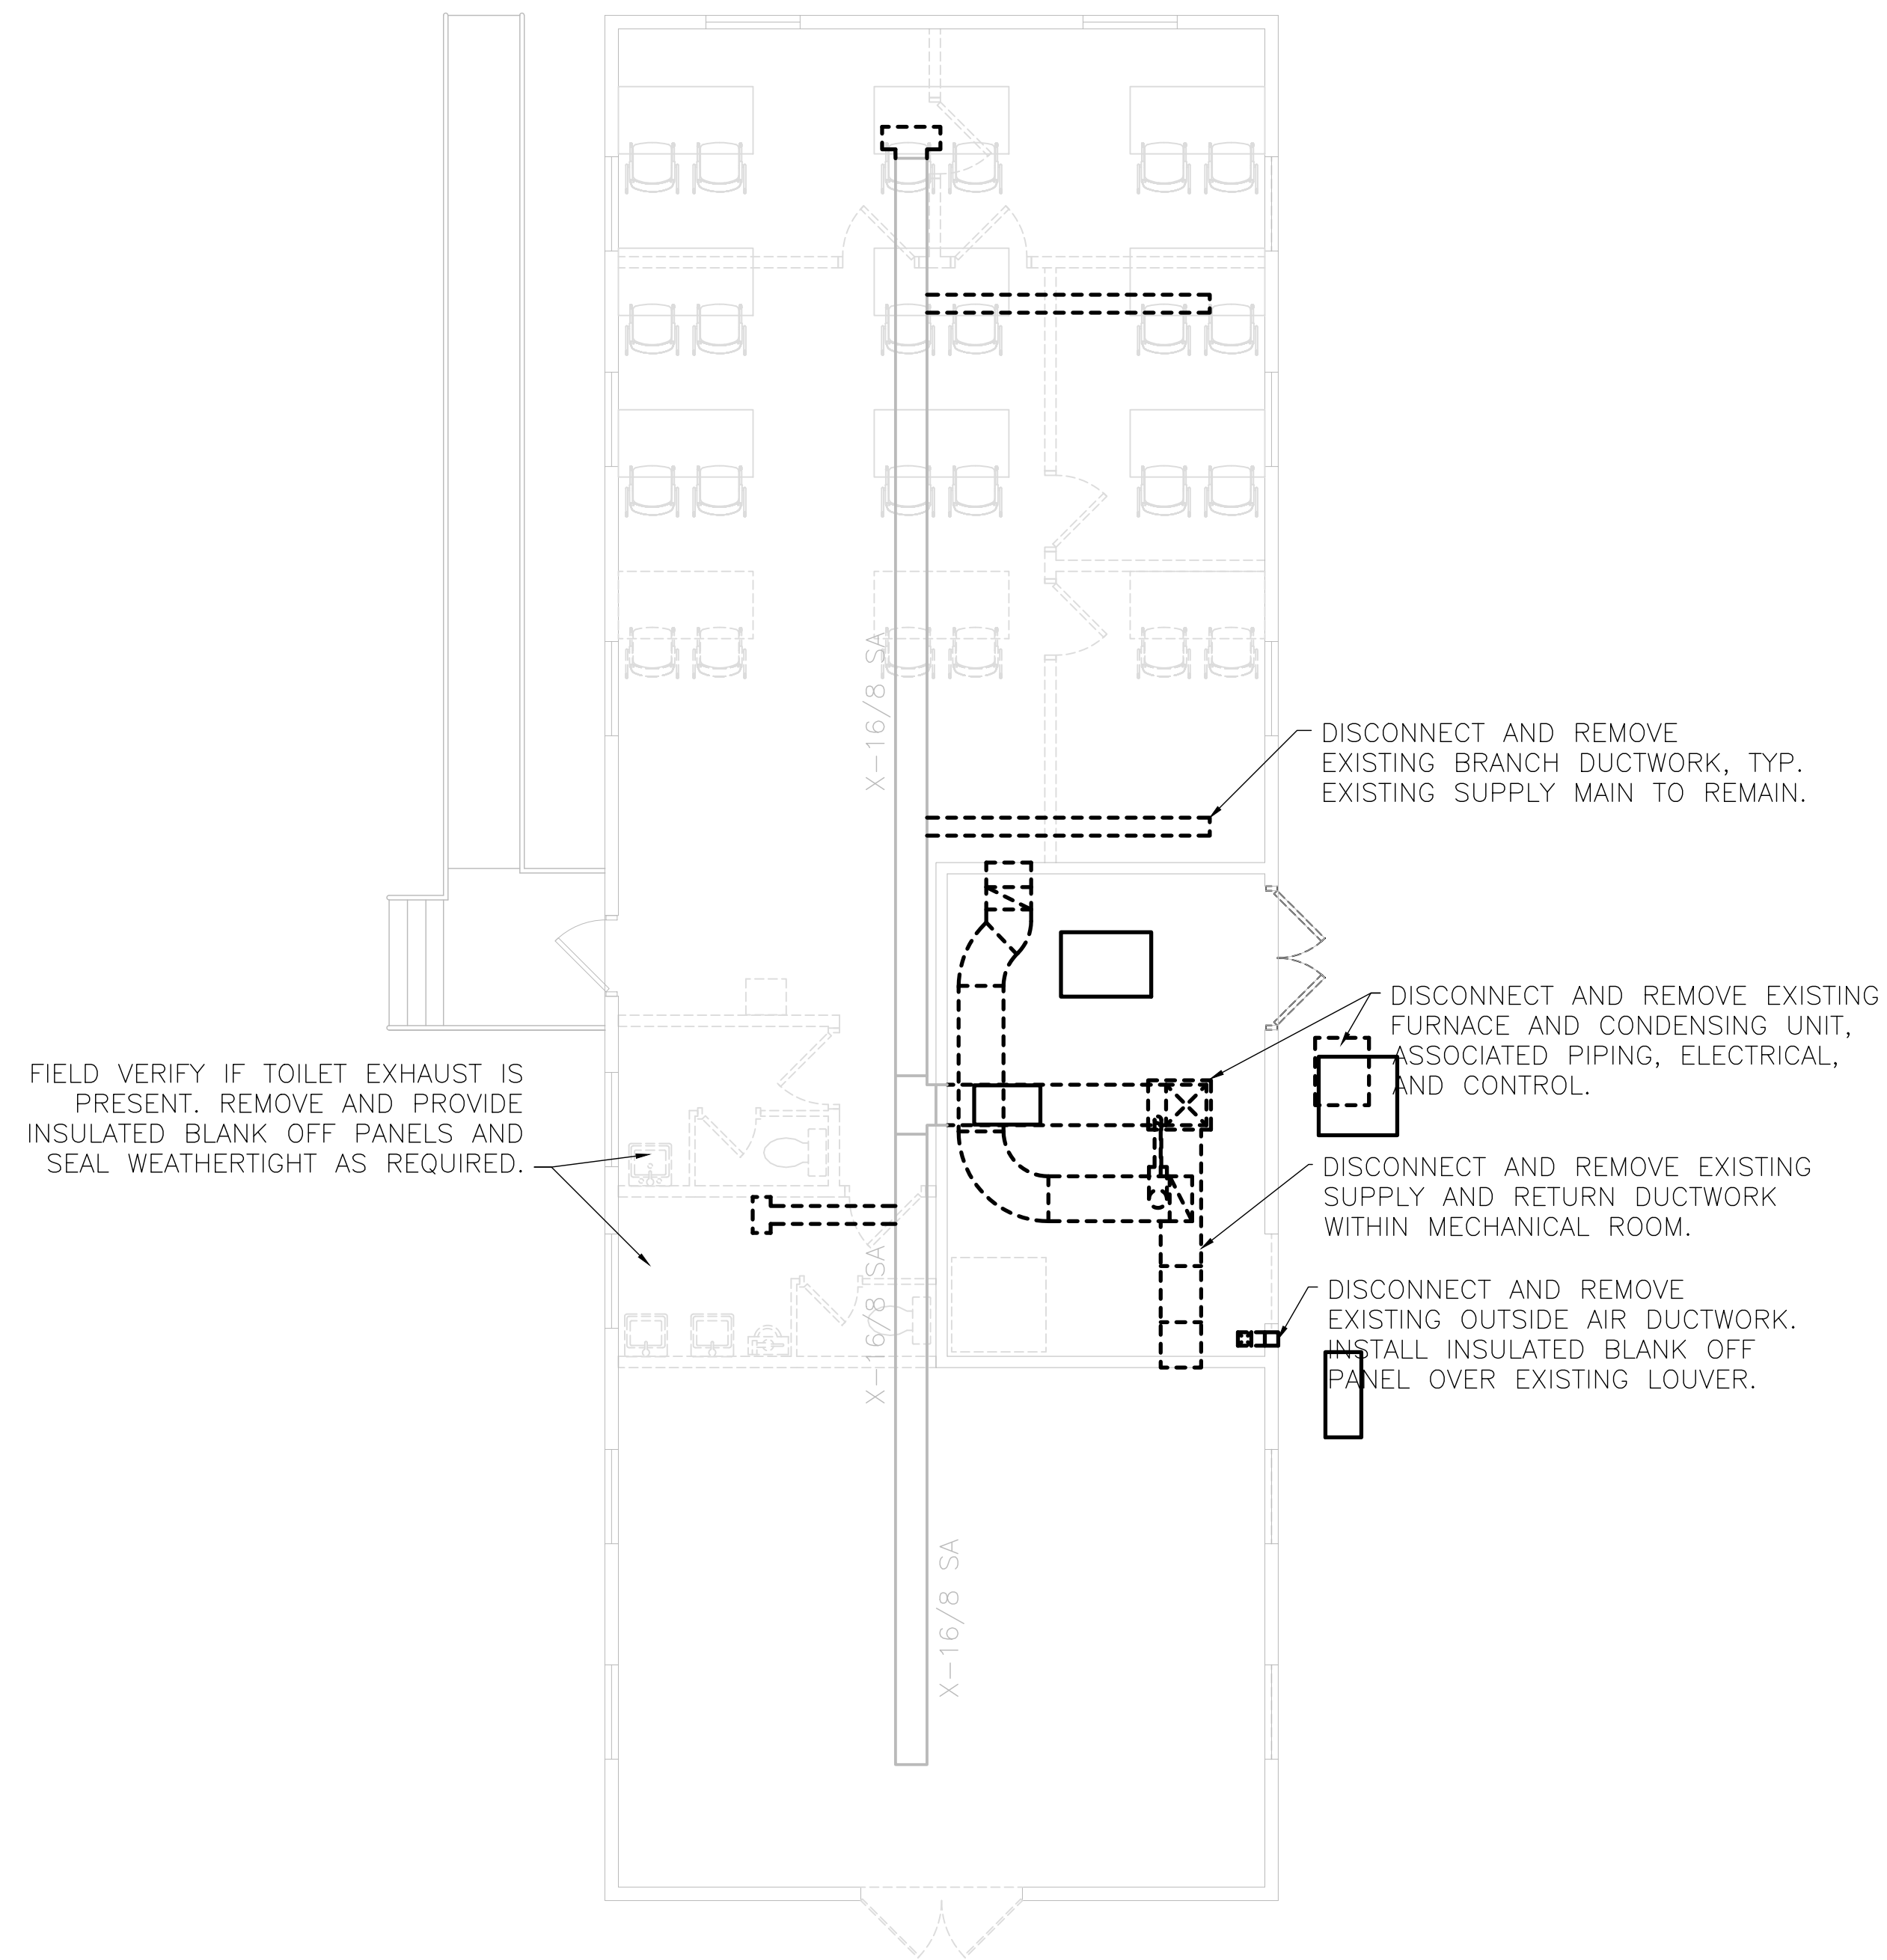 X-16/8 SA
DISCONNECT AND REMOVE
EXISTING BRANCH DUCTWORK, TYP.
EXISTING SUPPLY MAIN TO REMAIN.
DISCONNECT AND REMOVE EXISTING
FURNACE AND CONDENSING UNIT,
ASSOCIATED PIPING, ELECTRICAL,
AND CONTROL.
FIELD VERIFY IF TOILET EXHAUST IS
PRESENT. REMOVE AND PROVIDE
INSULATED BLANK OFF PANELS AND
SEAL WEATHERTIGHT AS REQUIRED.
DISCONNECT AND REMOVE EXISTING
SUPPLY AND RETURN DUCTWORK
WITHIN MECHANICAL ROOM.
X-16/8 SA
DISCONNECT AND REMOVE
EXISTING OUTSIDE AIR DUCTWORK.
INSTALL INSULATED BLANK OFF
PANEL OVER EXISTING LOUVER.
X-16/8 SA